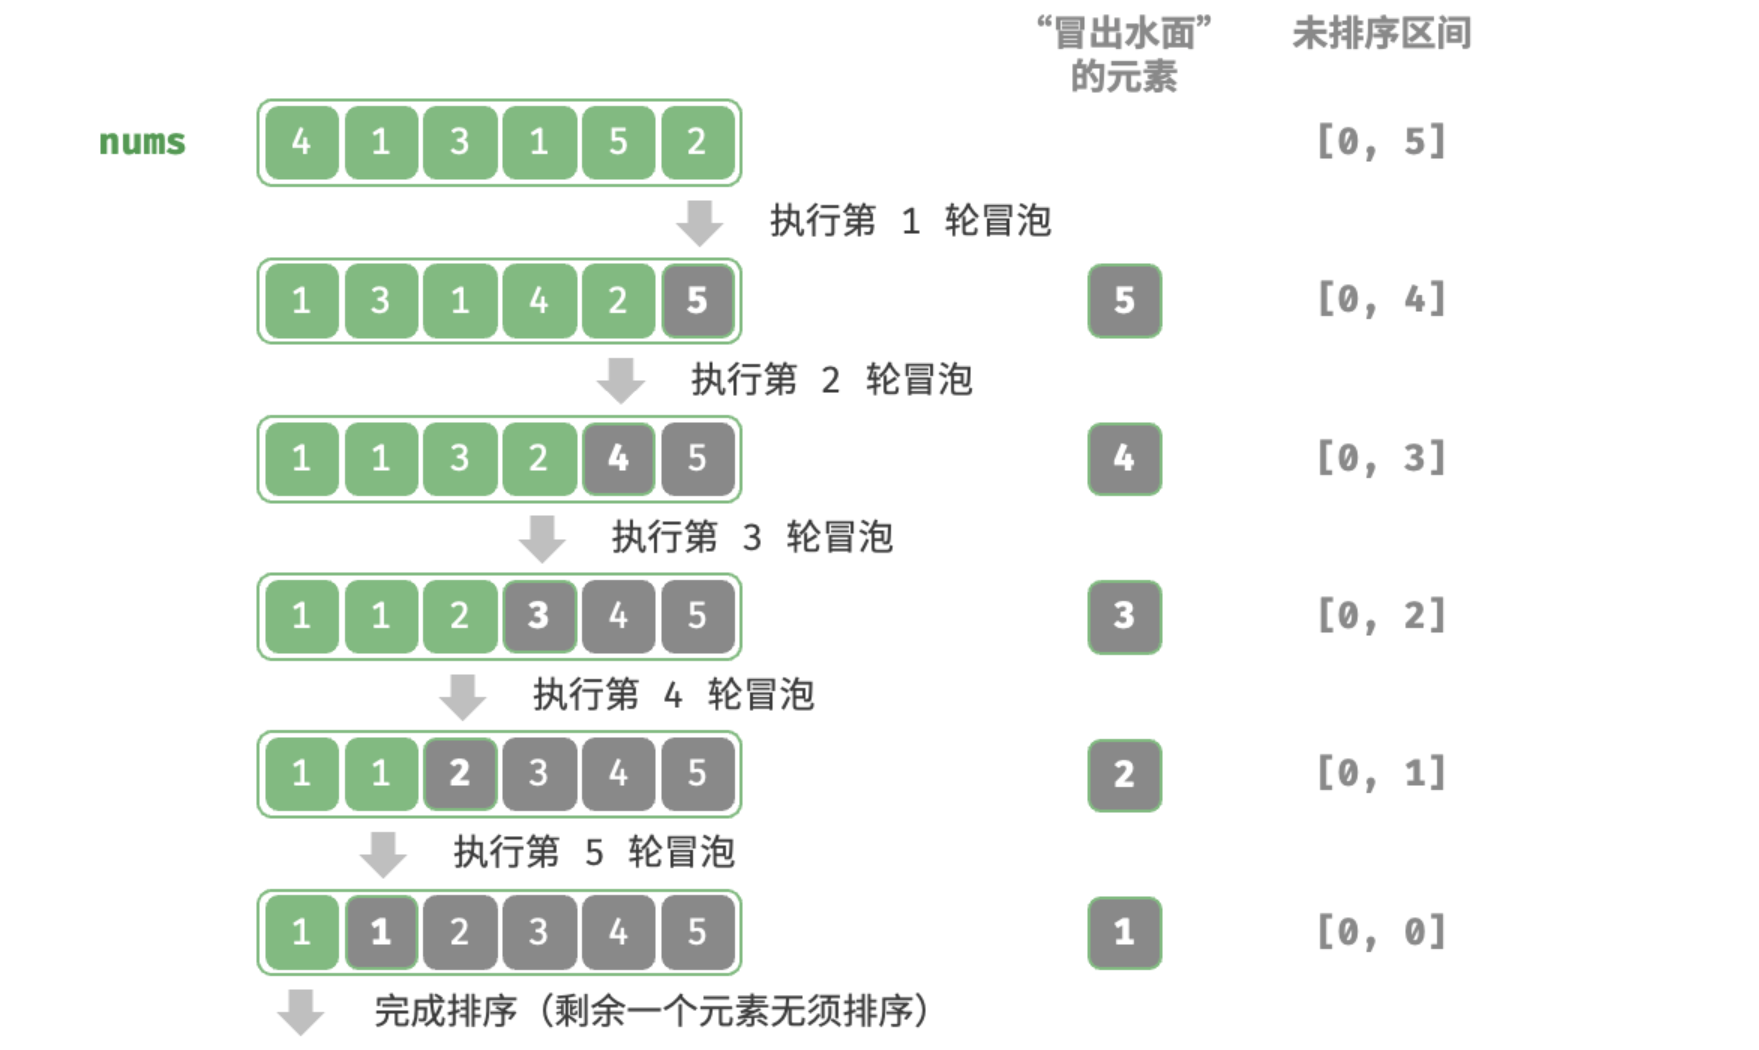 “冒出水面” 未排序区间
的元素
nums 4 1 3 1 5 2 [0, 5]
执行第 1 轮冒泡
1 3 1 4 2 5 5 [0, 4]
执行第 2 轮冒泡
1 1 3 2 4 5 4 [0, 3]
执行第 3 轮冒泡
1 1 2 3 4 5 3 [0, 2]
执行第 4 轮冒泡
1 1 2 3 4 5 2 [0, 1]
执行第 5 轮冒泡
1 1 2 3 4 5 1 [0, 0]
完成排序（剩余一个元素无须排序）